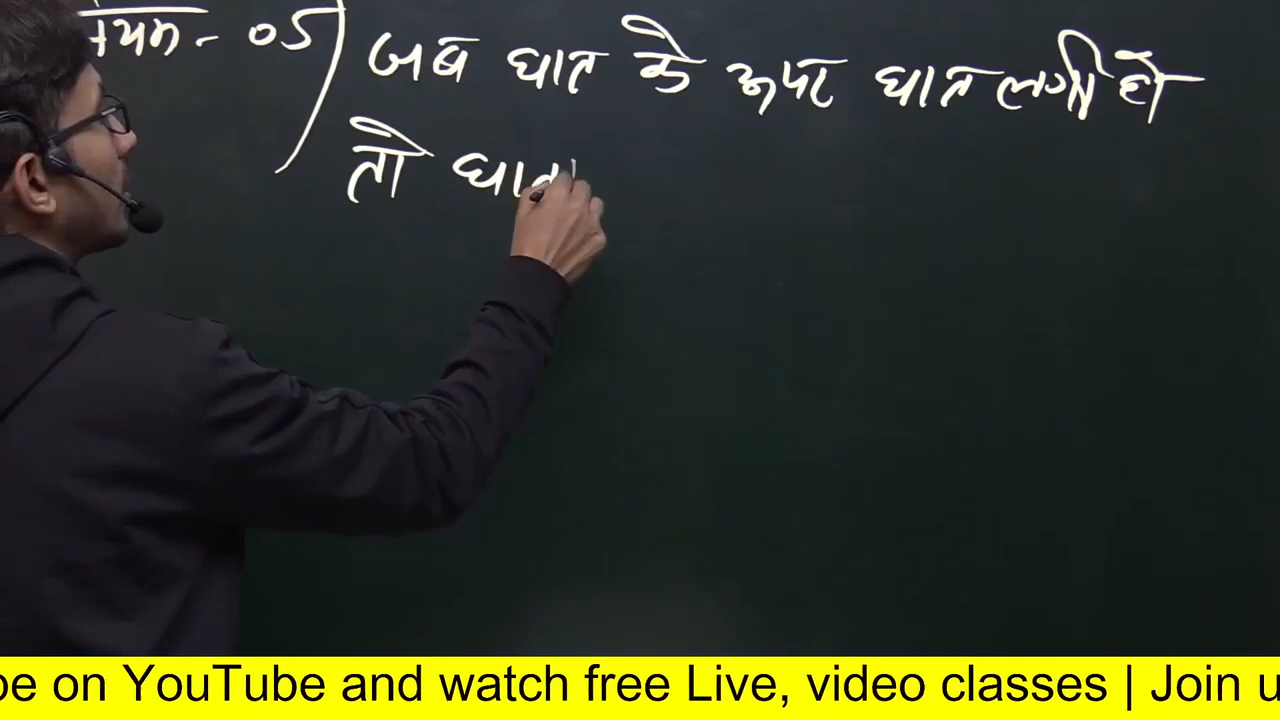 नियम - 05) जब घात के ऊपर घात लगी हो
तो घात
be on YouTube and watch free Live, video classes | Join u